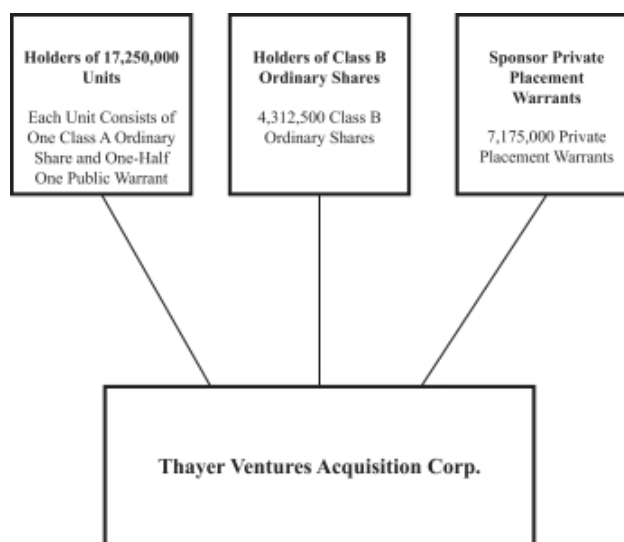 Holders of 17,250,000
Units
Each Unit Consists of
One Class A Ordinary
Share and One-Half
One Public Warrant
Holders of Class B
Ordinary Shares
4,312,500 Class B
Ordinary Shares
Sponsor Private
Placement
Warrants
7,175,000 Private
Placement Warrants
Thayer Ventures Acquisition Corp.